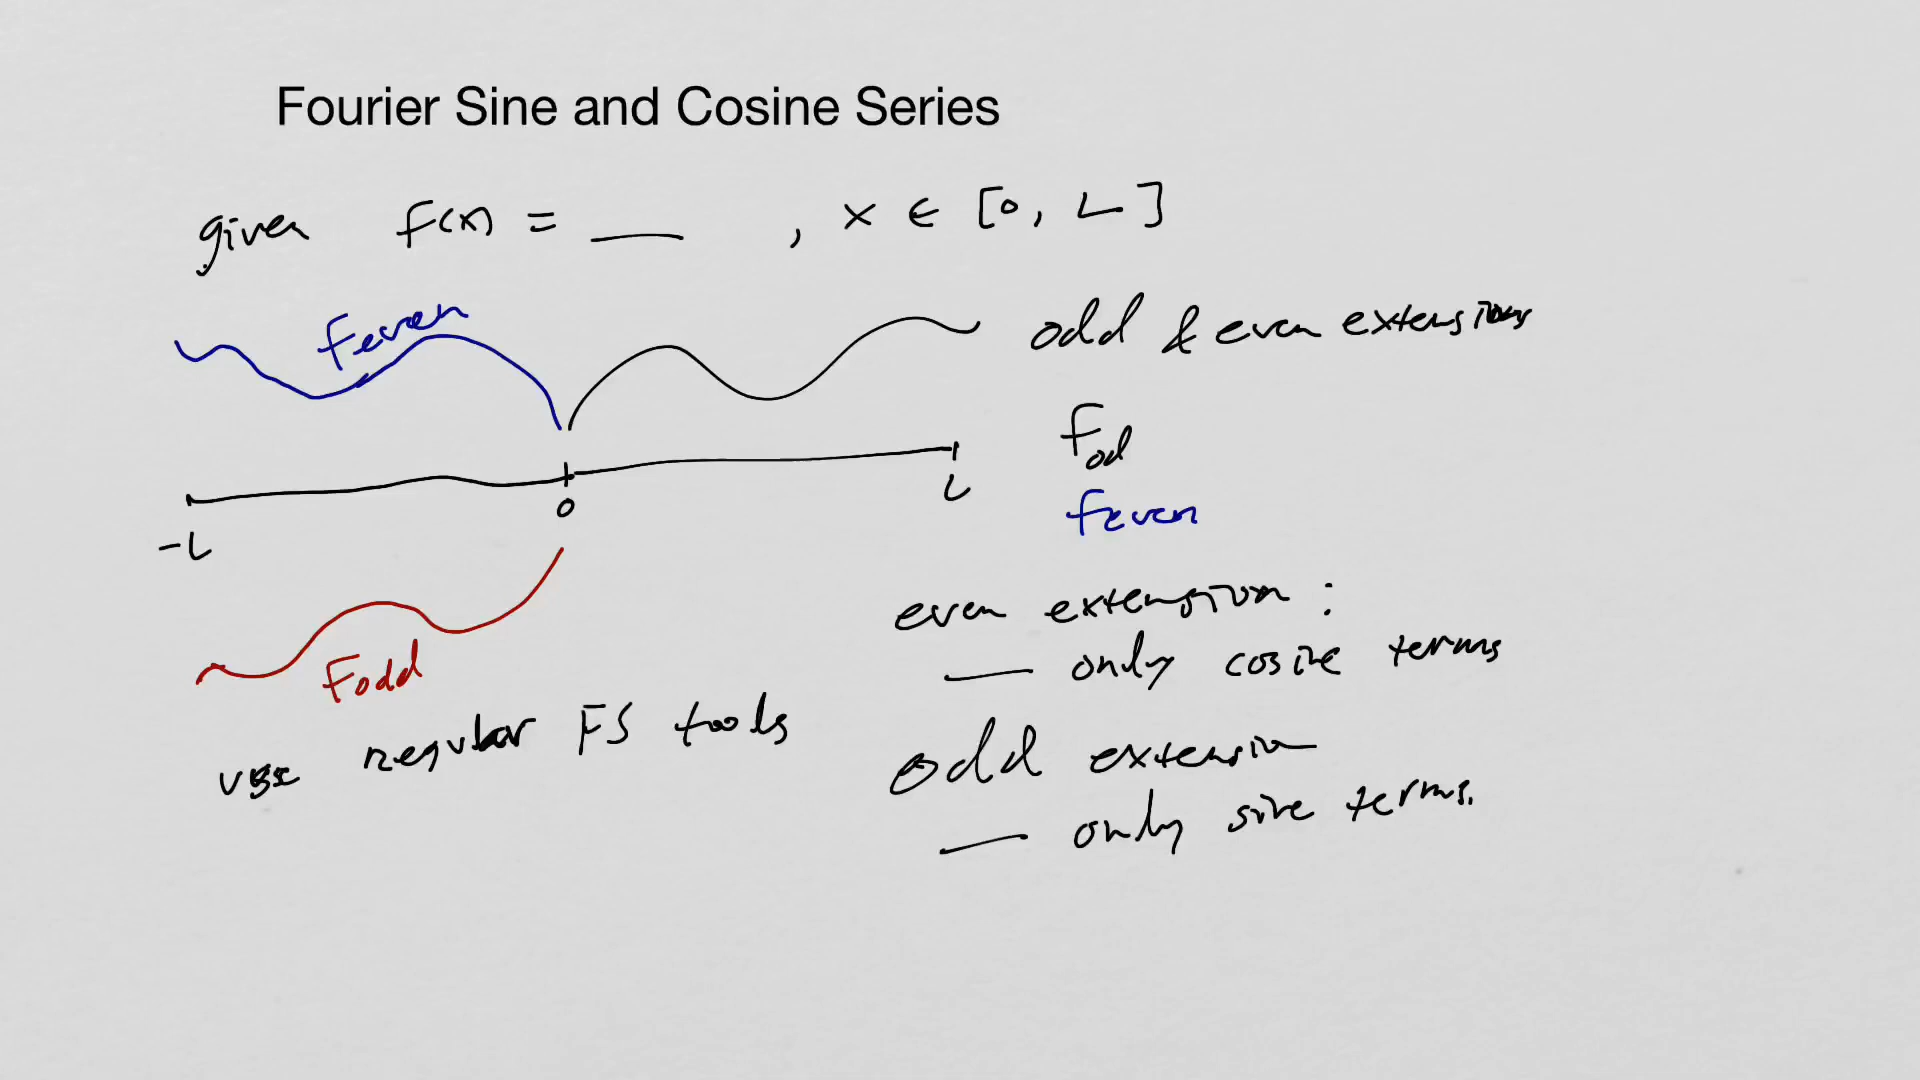 Fourier Sine and Cosine Series
given f(x) = ___ , x ∈ [0, L]
feven
odd & even extensions
fod
feven
0
L
-L
fodd
use regular FS tools
even extension :
— only cosine terms
odd extension
— only sine terms.